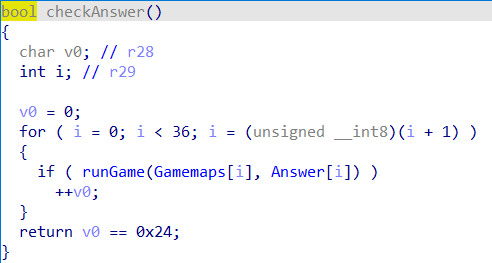 bool checkAnswer()
{
  char v0; // r28
  int i; // r29

  v0 = 0;
  for ( i = 0; i < 36; i = (unsigned __int8)(i + 1) )
  {
    if ( runGame(Gamemaps[i], Answer[i]) )
      ++v0;
  }
  return v0 == 0x24;
}